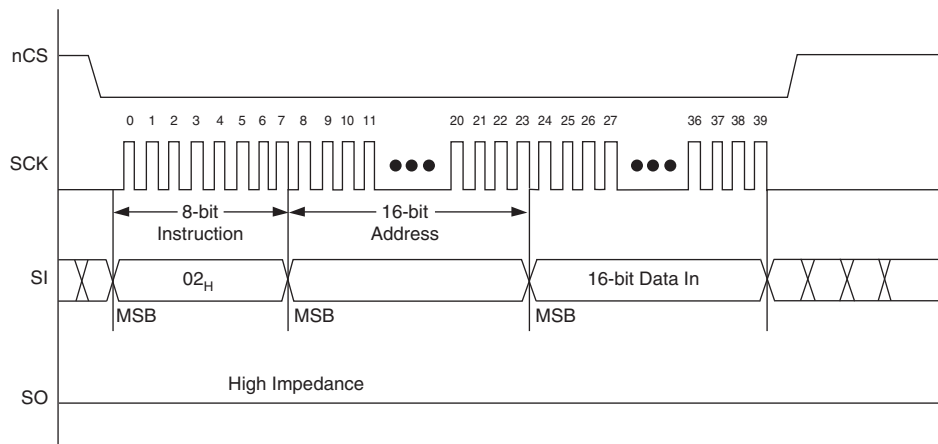 nCS
0 1 2 3 4 5 6 7 8 9 10 11 20 21 22 23 24 25 26 27 36 37 38 39
SCK
8-bit
Instruction
16-bit
Address
SI
02H
16-bit Data In
MSB
MSB
MSB
High Impedance
SO